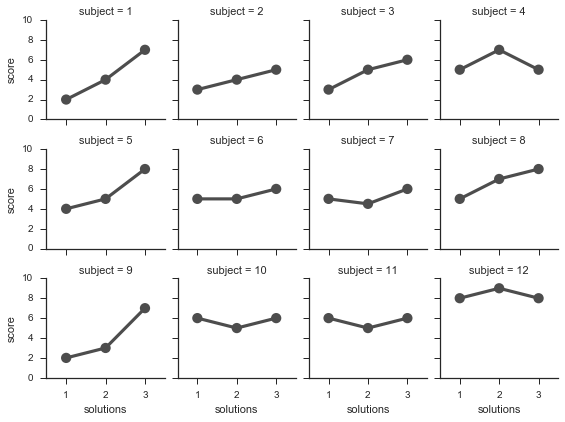 subject = 1 subject = 2 subject = 3 subject = 4
10
8
6
4
2
0
score
subject = 5 subject = 6 subject = 7 subject = 8
10
8
6
4
2
0
score
subject = 9 subject = 10 subject = 11 subject = 12
10
8
6
4
2
0
score
1 2 3 1 2 3 1 2 3 1 2 3
solutions solutions solutions solutions